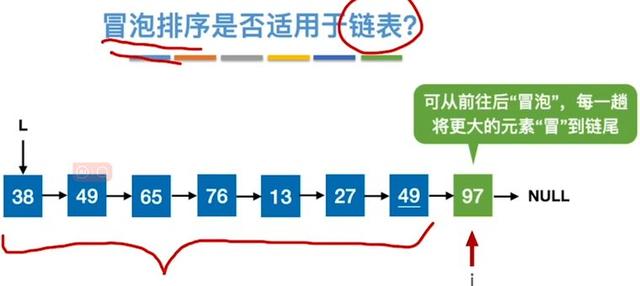 冒泡排序是否适用于链表?
可从前往后“冒泡”，每一趟
将更大的元素“冒”到链尾
L
38 49 65 76 13 27 49 97 NULL
i